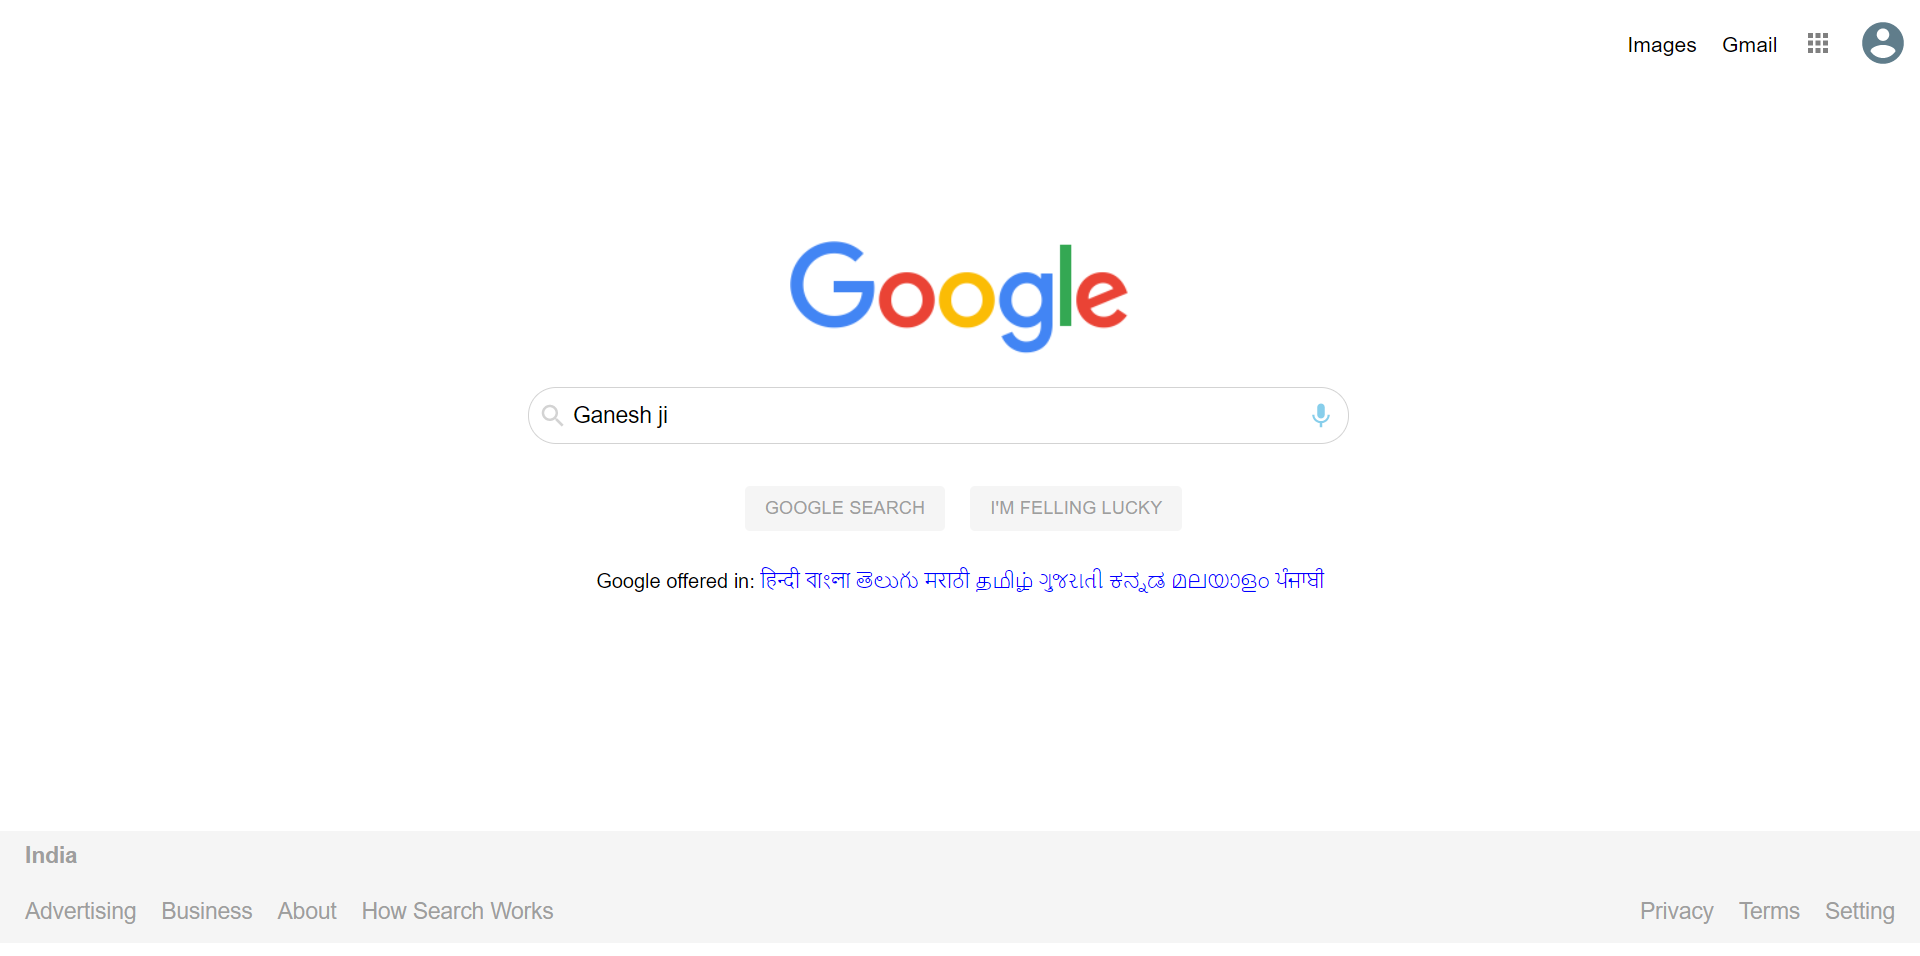 Images Gmail
Google
Ganesh ji
GOOGLE SEARCH I'M FELLING LUCKY
Google offered in: हिन्दी বাংলা తెలుగు मराठी தமிழ் ગુજરાતી ಕನ್ನಡ മലയാളം ਪੰਜਾਬੀ
India
Advertising Business About How Search Works Privacy Terms Setting